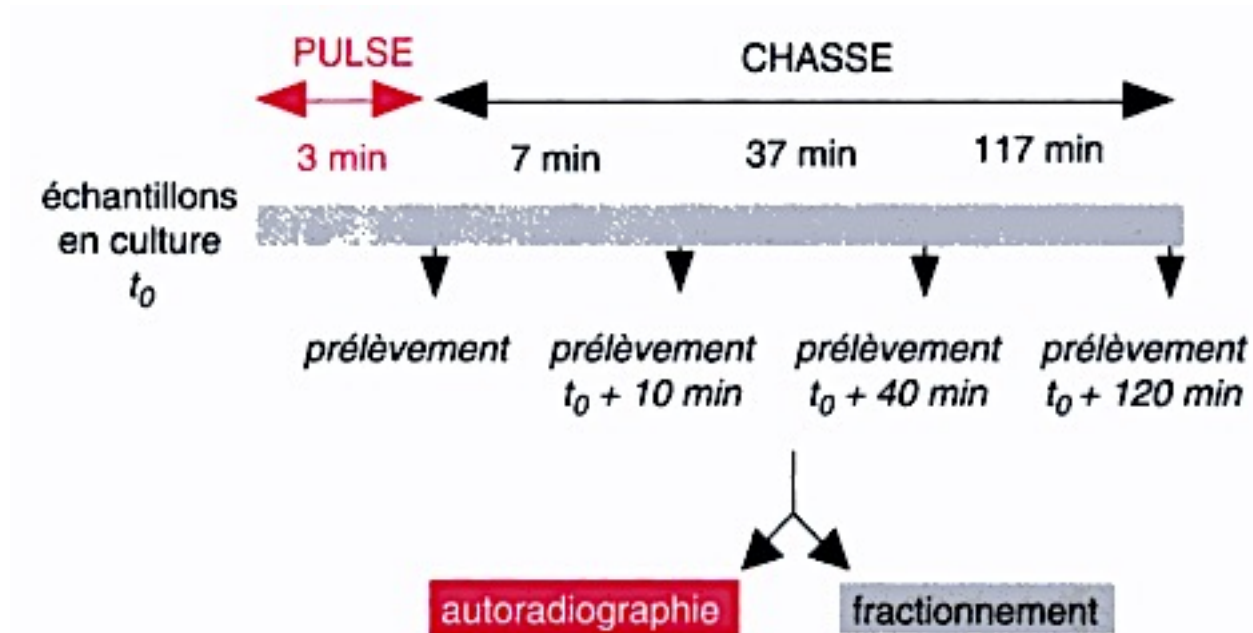 PULSE
CHASSE
3 min
7 min
37 min
117 min
échantillons
en culture
t0
prélèvement
prélèvement
t0 + 10 min
prélèvement
t0 + 40 min
prélèvement
t0 + 120 min
autoradiographie
fractionnement